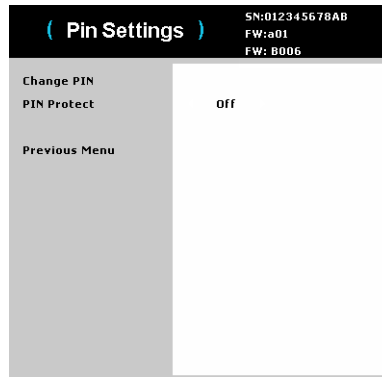 ( Pin Settings )
SN:012345678AB
FW:a01
FW: B006
Change PIN
PIN Protect Off
Previous Menu